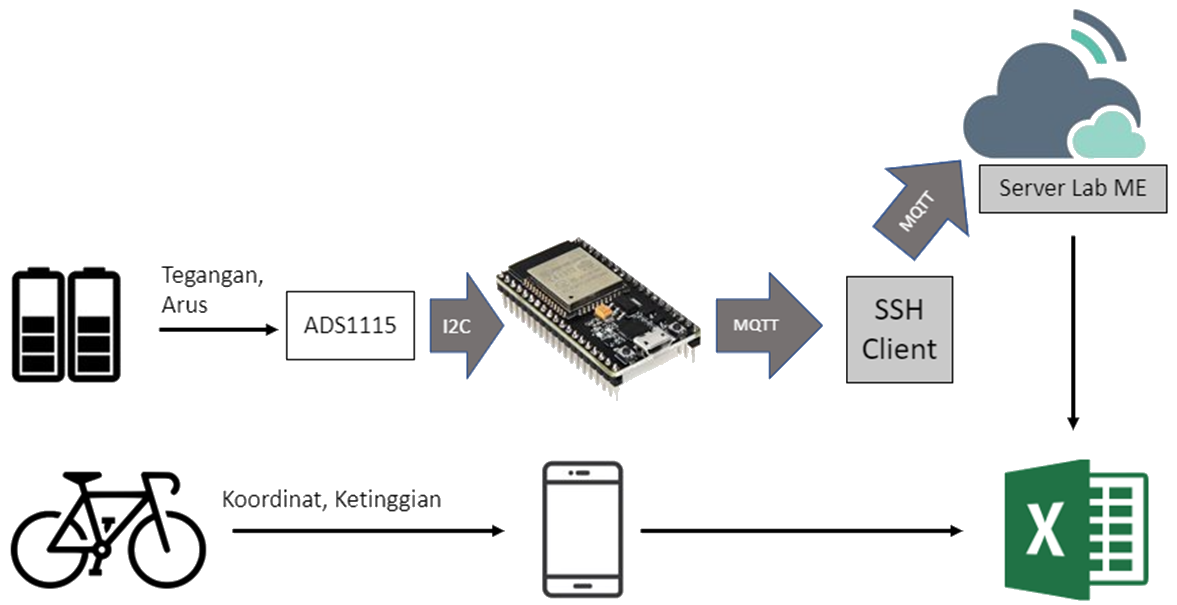 Server Lab ME
MQTT
Tegangan,
Arus
ADS1115
I2C
MQTT
SSH
Client
Koordinat, Ketinggian
X